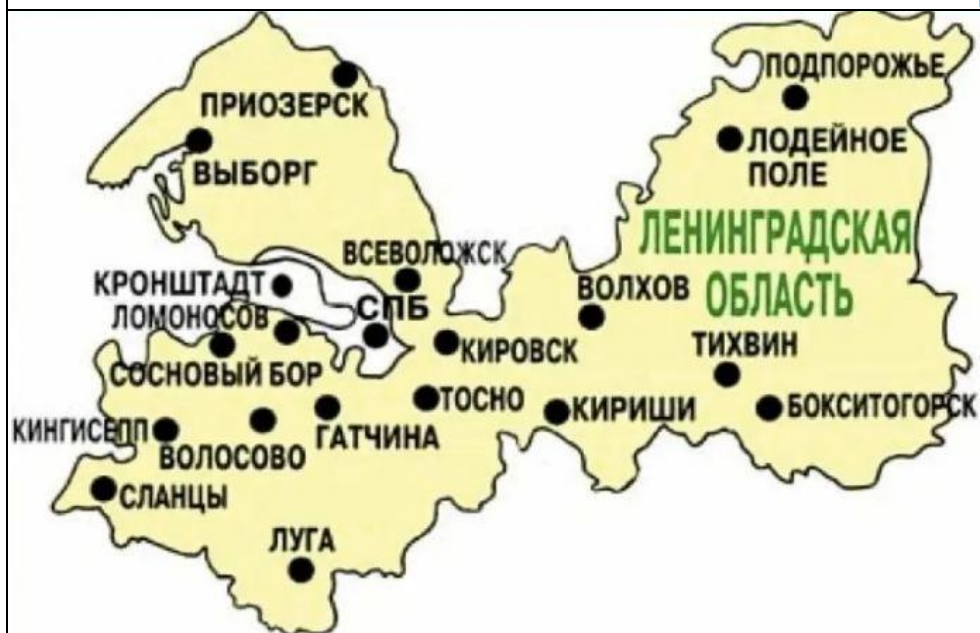 ПОДПОРОЖЬЕ
ПРИОЗЕРСК
ЛОДЕЙНОЕ
ПОЛЕ
ВЫБОРГ
ЛЕНИНГРАДСКАЯ
ОБЛАСТЬ
ВСЕВОЛОЖСК
КРОНШТАДТ
ВОЛХОВ
СПБ
ЛОМОНОСОВ
ТИХВИН
КИРОВСК
СОСНОВЫЙ БОР
ТОСНО
КИРИШИ
БОКСИТОГОРСК
КИНГИСЕПП
ГАТЧИНА
ВОЛОСОВО
СЛАНЦЫ
ЛУГА